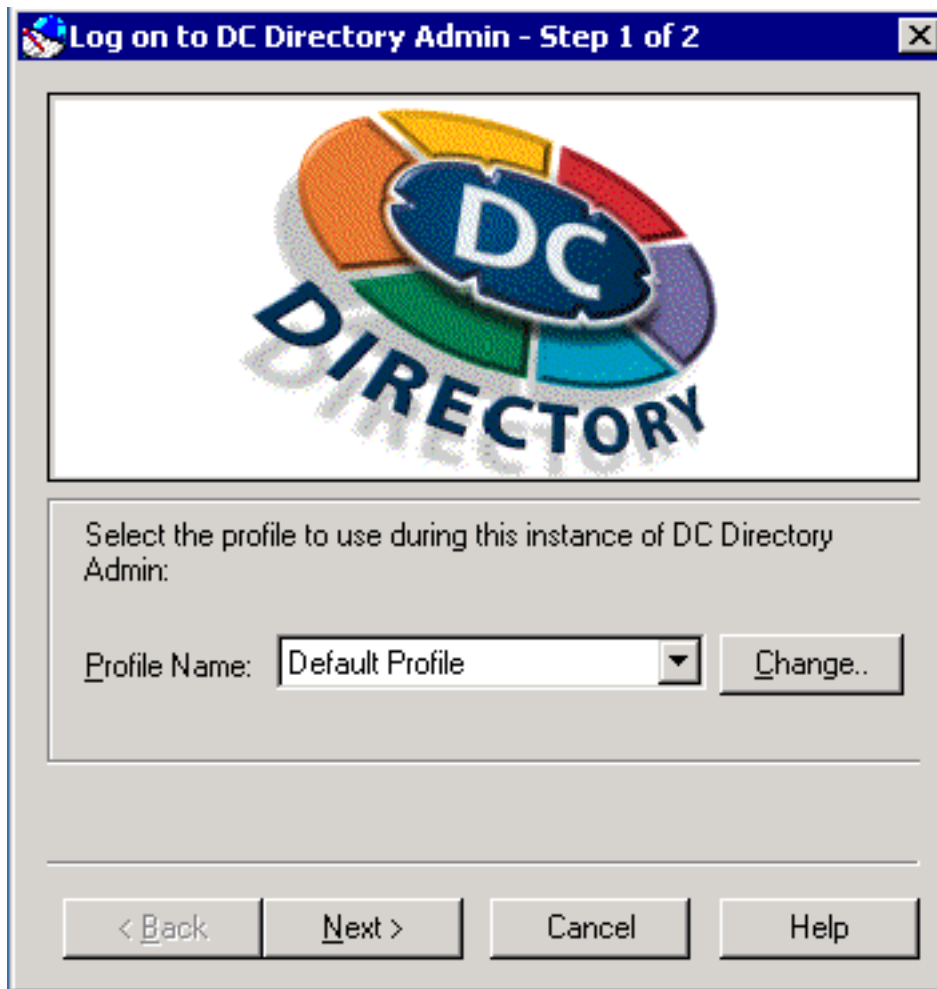 Log on to DC Directory Admin - Step 1 of 2
DC
DIRECTORY
Select the profile to use during this instance of DC Directory
Admin:
Profile Name: Default Profile Change..
< Back Next > Cancel Help